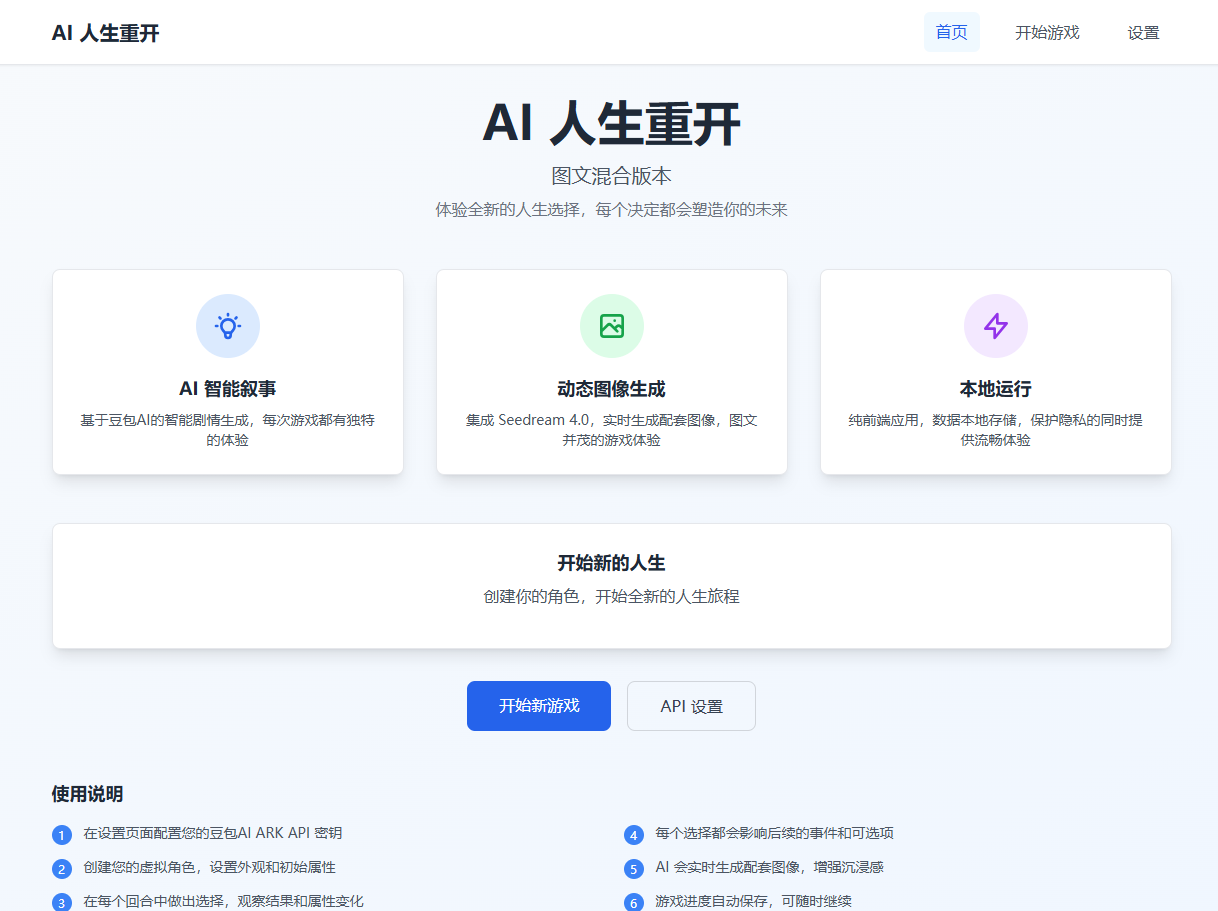 AI 人生重开
首页
开始游戏
设置
AI 人生重开
图文混合版本
体验全新的人生选择，每个决定都会塑造你的未来
AI 智能叙事
基于豆包AI的智能剧情生成，每次游戏都有独特
的体验
动态图像生成
集成 Seedream 4.0，实时生成配套图像，图文
并茂的游戏体验
本地运行
纯前端应用，数据本地存储，保护隐私的同时提
供流畅体验
开始新的人生
创建你的角色，开始全新的人生旅程
开始新游戏
API 设置
使用说明
1 在设置页面配置您的豆包AI ARK API 密钥
2 创建您的虚拟角色，设置外观和初始属性
3 在每个回合中做出选择，观察结果和属性变化
4 每个选择都会影响后续的事件和可选项
5 AI 会实时生成配套图像，增强沉浸感
6 游戏进度自动保存，可随时继续